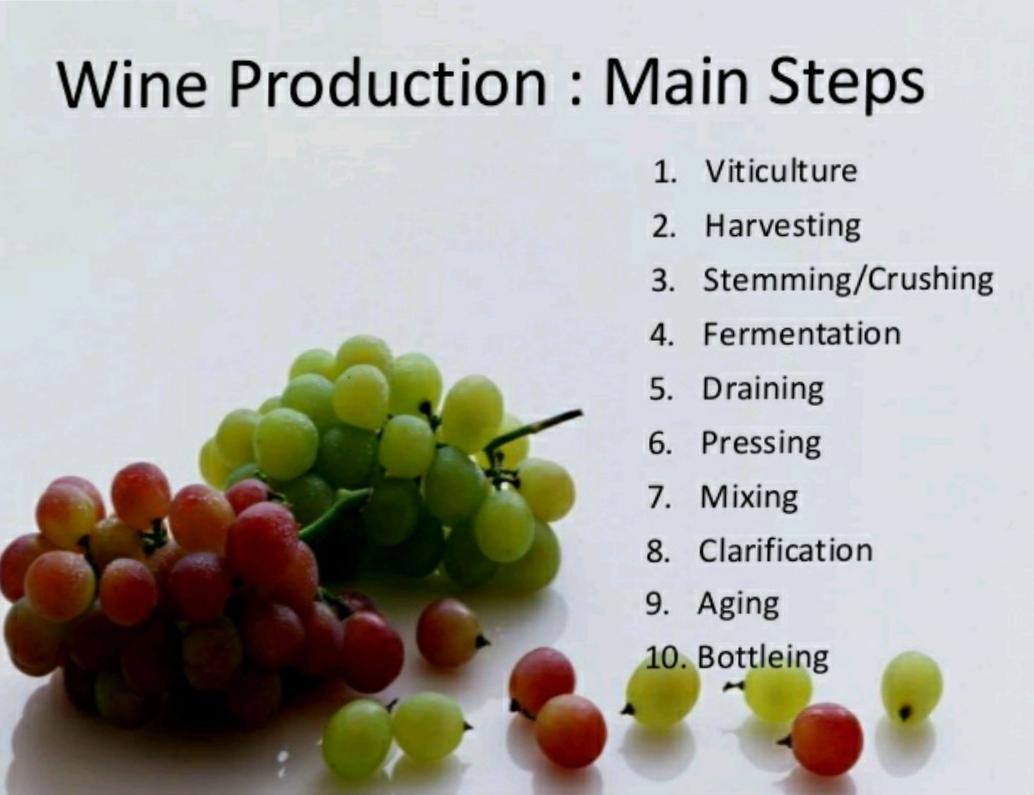 Wine Production : Main Steps
1. Viticulture
2. Harvesting
3. Stemming/Crushing
4. Fermentation
5. Draining
6. Pressing
7. Mixing
8. Clarification
9. Aging
10. Bottleing